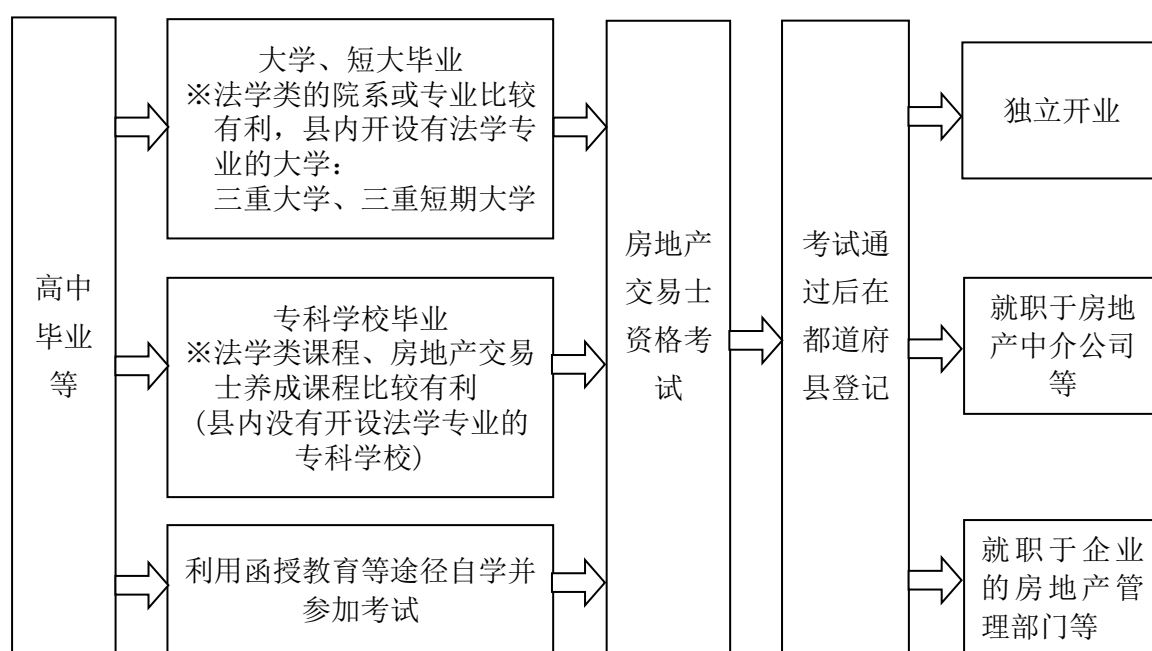 高中
毕业
等
大学、短大毕业
※法学类的院系或专业比较
有利，县内开设有法学专
业的大学：
三重大学、三重短期大学
专科学校毕业
※法学类课程、房地产交易
士养成课程比较有利
(县内没有开设法学专业的
专科学校)
利用函授教育等途径自学并
参加考试
房地产
交易士
资格考
试
考试通
过后在
都道府
县登记
独立开业
就职于房地
产中介公司
等
就职于企业
的房地产管
理部门等